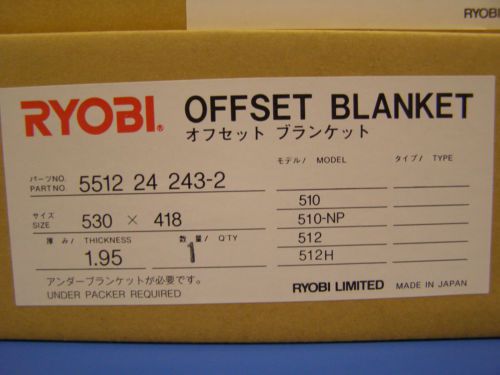 RYOBI
RYOBI® OFFSET BLANKET
オフセット ブランケット
パーツNO.
PART NO. 5512 24 243-2
サイズ
SIZE 530 × 418
厚 み/ THICKNESS 数 量/ Q'TY
1.95 1
アンダーブランケットが必要です。
UNDER PACKER REQUIRED
モデル/ MODEL タイプ/ TYPE
510
510-NP
512
512H
RYOBI LIMITED MADE IN JAPAN